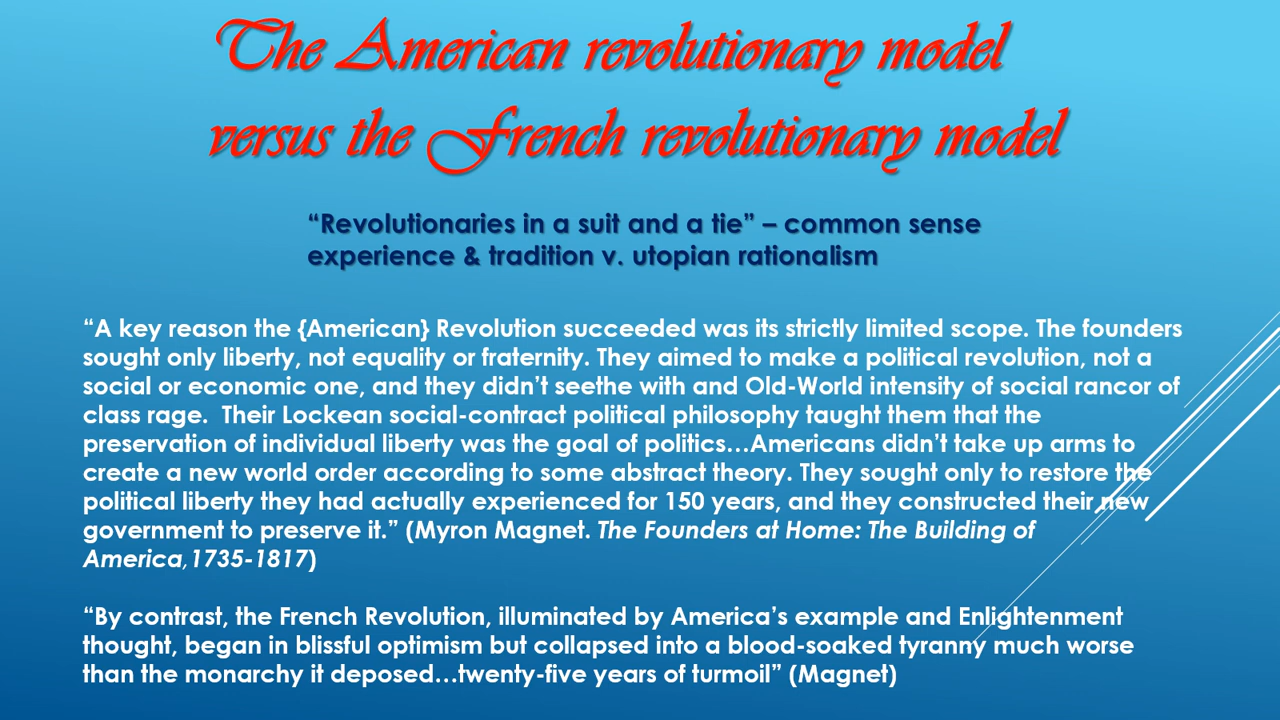 The American revolutionary model
versus the French revolutionary model
“Revolutionaries in a suit and a tie” – common sense
experience & tradition v. utopian rationalism
“A key reason the {American} Revolution succeeded was its strictly limited scope. The founders
sought only liberty, not equality or fraternity. They aimed to make a political revolution, not a
social or economic one, and they didn’t seethe with and Old-World intensity of social rancor of
class rage.  Their Lockean social-contract political philosophy taught them that the
preservation of individual liberty was the goal of politics…Americans didn’t take up arms to
create a new world order according to some abstract theory. They sought only to restore the
political liberty they had actually experienced for 150 years, and they constructed their new
government to preserve it.” (Myron Magnet. The Founders at Home: The Building of
America,1735-1817)
“By contrast, the French Revolution, illuminated by America’s example and Enlightenment
thought, began in blissful optimism but collapsed into a blood-soaked tyranny much worse
than the monarchy it deposed…twenty-five years of turmoil” (Magnet)